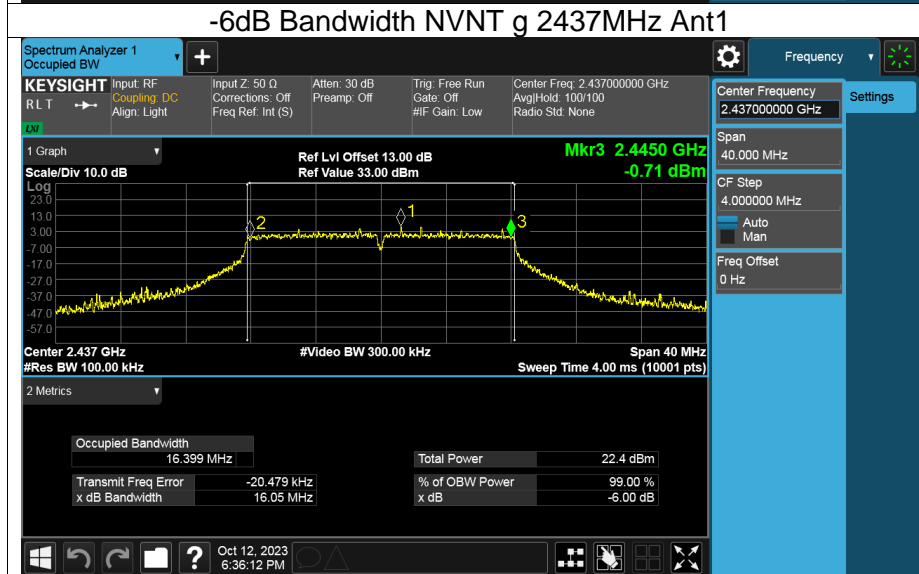 -6dB Bandwidth NVNT g 2437MHz Ant1
Spectrum Analyzer 1
Occupied BW
+
Frequency
KEYSIGHT
RLT
LXI
Input: RF
Coupling: DC
Align: Light
Input Z: 50 Ω
Corrections: Off
Freq Ref: Int (S)
Atten: 30 dB
Preamp: Off
Trig: Free Run
Gate: Off
#IF Gain: Low
Center Freq: 2.437000000 GHz
Avg|Hold: 100/100
Radio Std: None
Center Frequency
2.437000000 GHz
Settings
Span
40.000 MHz
CF Step
4.000000 MHz
Auto
Man
Freq Offset
0 Hz
1 Graph
Scale/Div 10.0 dB
Ref Lvl Offset 13.00 dB
Ref Value 33.00 dBm
Mkr3 2.4450 GHz
-0.71 dBm
Log
23.0
13.0
3.00
-7.00
-17.0
-27.0
-37.0
-47.0
-57.0
2
1
3
Center 2.437 GHz
#Res BW 100.00 kHz
#Video BW 300.00 kHz
Span 40 MHz
Sweep Time 4.00 ms (10001 pts)
2 Metrics
Occupied Bandwidth
16.399 MHz
Transmit Freq Error -20.479 kHz
x dB Bandwidth 16.05 MHz
Total Power 22.4 dBm
% of OBW Power 99.00 %
x dB -6.00 dB
?
Oct 12, 2023
6:36:12 PM